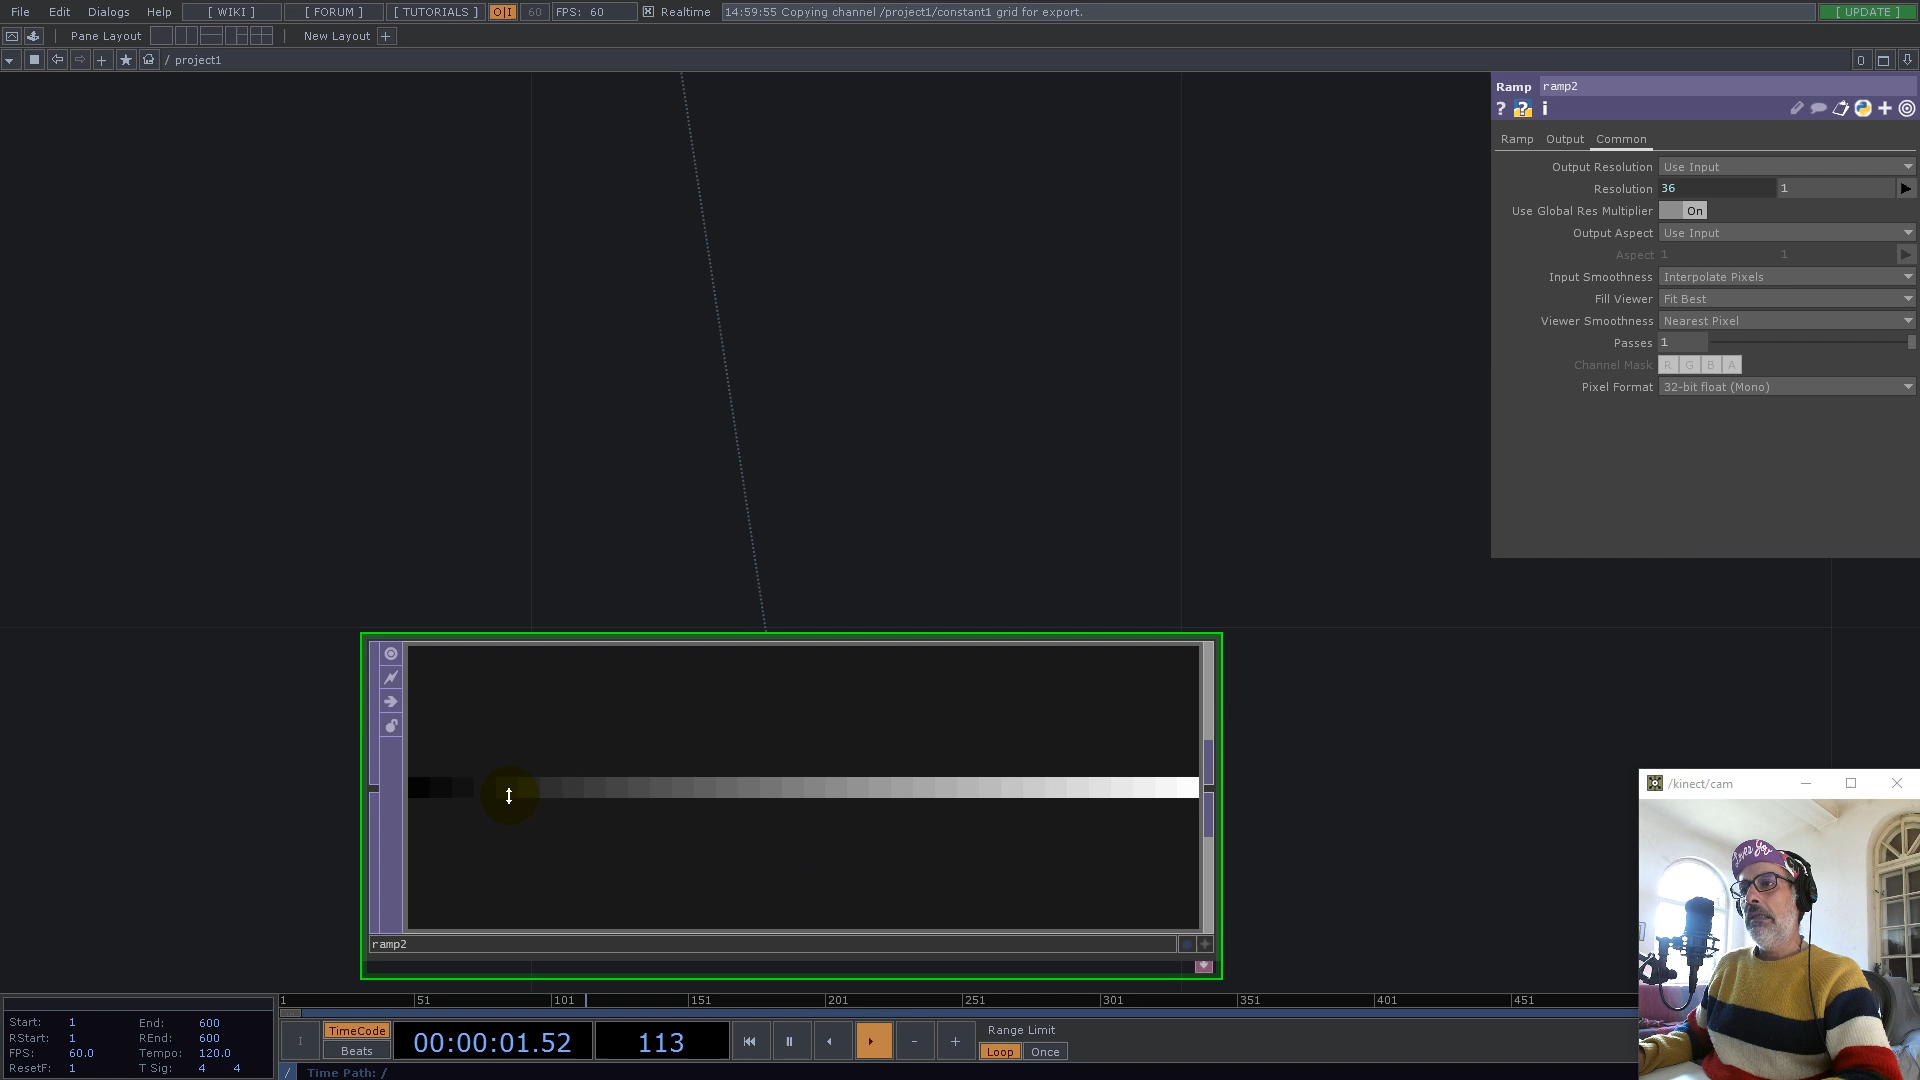 File Edit Dialogs Help [ WIKI ] [ FORUM ] [ TUTORIALS ] O|I 60 FPS: 60 Realtime 14:59:55 Copying channel /project1/constant1 grid for export. [ UPDATE ]
Pane Layout New Layout +
/ project1 0
Ramp ramp2
? ? i
Ramp Output Common
Output Resolution Use Input
Resolution 36 1
Use Global Res Multiplier On
Output Aspect Use Input
Aspect 1 1
Input Smoothness Interpolate Pixels
Fill Viewer Fit Best
Viewer Smoothness Nearest Pixel
Passes 1
Channel Mask R G B A
Pixel Format 32-bit float (Mono)
/kinect/cam
Loves You
ramp2
1 51 101 151 201 251 301 351 401 451
Start: 1 End: 600
RStart: 1 REnd: 600
FPS: 60.0 Tempo: 120.0
ResetF: 1 T Sig: 4 4
I TimeCode Beats 00:00:01.52 113 - + Range Limit
Loop Once
/ Time Path: /